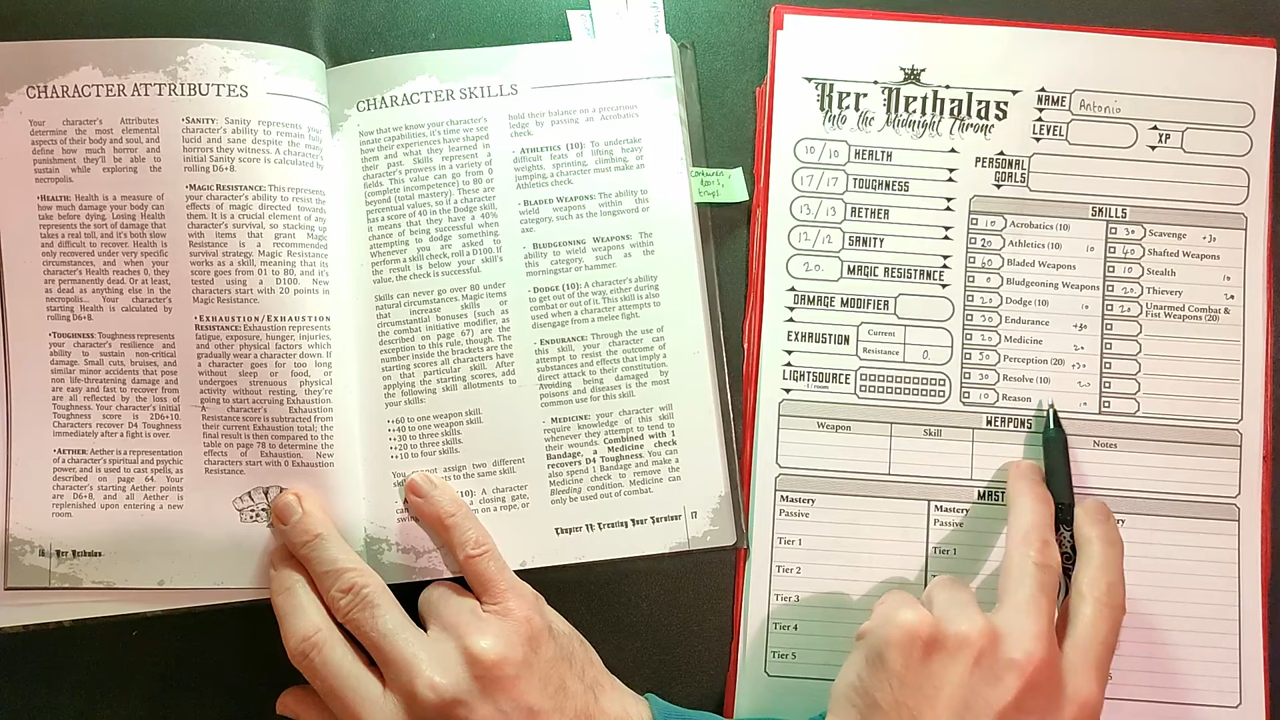 CHARACTER ATTRIBUTES
Your character's Attributes
determine the most elemental
aspects of their body and soul, and
define how much horror and
punishment they'll be able to
sustain while exploring the
necropolis.
•HEALTH: Health is a measure of
how much damage your body can
take before dying. Losing Health
represents the sort of damage that
takes a real toll, and it's both slow
and difficult to recover. Health is
only recovered under very specific
circumstances, and when your
character's Health reaches 0, they
are permanently dead. Or at least,
as dead as anything else in the
necropolis... Your character's
starting Health is calculated by
rolling D6+8.
•TOUGHNESS: Toughness represents
your character's resilience and
ability to sustain non-critical
damage. Small cuts, bruises, and
similar minor accidents that pose
non life-threatening damage and
are easy and fast to recover from
are all reflected by the loss of
Toughness. Your character's initial
Toughness score is 2D6+10.
Characters recover D4 Toughness
immediately after a fight is over.
•AETHER: Aether is a representation
of a character's spiritual and psychic
power, and is used to cast spells, as
described on page 64. Your
character's starting Aether points
are D6+8, and all Aether is
replenished upon entering a new
room.
•SANITY: Sanity represents your
character's ability to remain fully
lucid and sane despite the many
horrors they witness. A character's
initial Sanity score is calculated by
rolling D6+8.
•MAGIC RESISTANCE: This represents
your character's ability to resist the
effects of magic directed towards
them. It is a crucial element of any
character's survival, so stacking up
with items that grant Magic
Resistance is a recommended
survival strategy. Magic Resistance
works as a skill, meaning that its
score goes from 01 to 80, and it's
tested using a D100. New
characters start with 20 points in
Magic Resistance.
•EXHAUSTION/EXHAUSTION
RESISTANCE: Exhaustion represents
fatigue, exposure, hunger, injuries,
and other physical factors which
gradually wear a character down. If
a character goes for too long
without sleep or food, or
undergoes strenuous physical
activity without resting, they're
going to start accruing Exhaustion.
A character's Exhaustion
Resistance score is subtracted from
their current Exhaustion total; the
final result is then compared to the
table on page 78 to determine the
effects of Exhaustion. New
characters start with 0 Exhaustion
Resistance.
16 Ker Nethalas
CHARACTER SKILLS
Now that we know your character's
innate capabilities, it's time we see
how their experiences have shaped
them and what they learned in
their past. Skills represent a
character's prowess in a variety of
fields. This value can go from 0
(complete incompetence) to 80 or
beyond (total mastery). These are
percentual values, so if a character
has a score of 40 in the Dodge skill,
it means that they have a 40%
chance of being successful when
attempting to dodge something.
Whenever you are asked to
perform a skill check, roll a D100. If
the result is below your skill's
value, the check is successful.
Skills can never go over 80 under
natural circumstances. Magic items
that increase skills or
circumstantial bonuses (such as
the combat initiative modifier, as
described on page 67) are the
exception to this rule, though. The
number inside the brackets are the
starting scores all characters have
on that particular skill. After
applying the starting scores, add
the following skill allotments to
your skills:
•+60 to one weapon skill.
•+40 to one weapon skill.
•+30 to three skills.
•+20 to three skills.
•+10 to four skills.
You cannot assign two different
to the same skill.
(10): A character
a closing gate,
on a rope, or
hold their balance on a precarious
ledge by passing an Acrobatics
check.
- ATHLETICS (10): To undertake
difficult feats of lifting heavy
weights, sprinting, climbing, or
jumping, a character must make an
Athletics check.
- BLADED WEAPONS: The ability to
wield weapons within this
category, such as the longsword or
axe.
- BLUDGEONING WEAPONS: The
ability to wield weapons within
this category, such as the
morningstar or hammer.
- DODGE (10): A character's ability
to get out of the way, either during
combat or out of it. This skill is also
used when a character attempts to
disengage from a melee fight.
- ENDURANCE: Through the use of
this skill, your character can
attempt to resist the outcome of
situations and effects that imply a
direct attack to their constitution.
Avoiding being damaged by
poisons and diseases is the most
common use for this skill.
- MEDICINE: your character will
require knowledge of this skill
whenever they attempt to tend to
their wounds. Combined with 1
Bandage, a Medicine check
recovers D4 Toughness. You can
also spend 1 Bandage and make a
Medicine check to remove the
Bleeding condition. Medicine can
only be used out of combat.
Chapter II: Creating Your Survivor 17
Containers,
doors,
traps.
Ker Nethalas
Into the Midnight Throne
NAME Antonio
LEVEL XP
PERSONAL
GOALS
10/10 HEALTH
17/17 TOUGHNESS
13/13 AETHER
12/12 SANITY
20. MAGIC RESISTANCE
DAMAGE MODIFIER
EXHAUSTION Current
Resistance 0.
LIGHTSOURCE
-1 / room
SKILLS
10 Acrobatics (10)
20 Athletics (10) 10
60 Bladed Weapons
0 Bludgeoning Weapons
20 Dodge (10) 10
30 Endurance +30
20 Medicine 20
50 Perception (20) +30
30 Resolve (10) 20
10 Reason 10
30 Scavenge +30
40 Shafted Weapons
10 Stealth 10
20. Thievery 20
20 Unarmed Combat &
Fist Weapons (20)
WEAPONS
Weapon Skill Notes
Mastery
Passive
Tier 1
Tier 2
Tier 3
Tier 4
Tier 5
Mastery
Passive
Tier 1